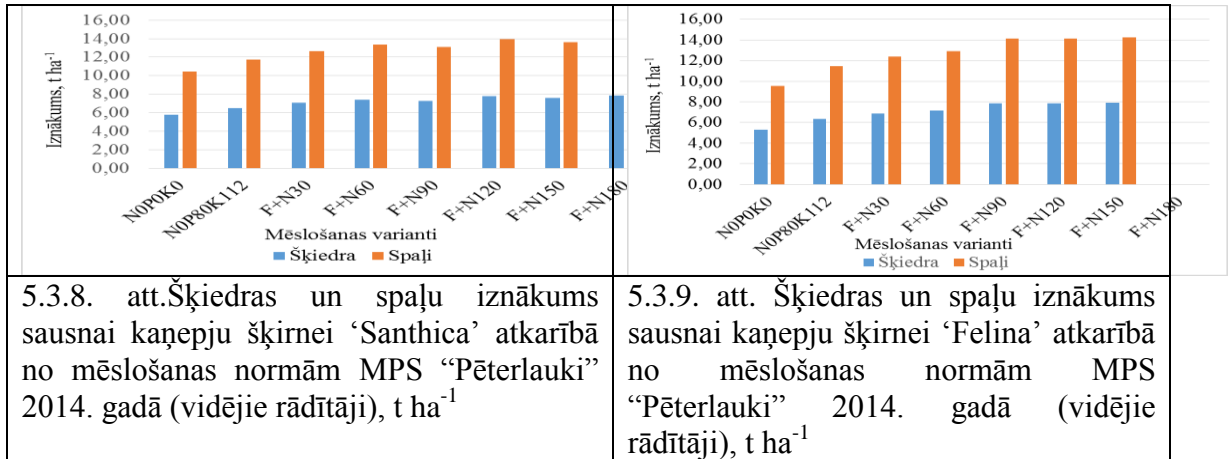 16,00
14,00
12,00
10,00
8,00
6,00
4,00
2,00
0,00
Iznākums, t ha-1
N0P0K0
N0P80K112
F+N30
F+N60
F+N90
F+N120
F+N150
F+N180
Mēslošanas varianti
Šķiedra Spaļi
5.3.8. att.Šķiedras un spaļu iznākums
sausnai kaņepju šķirnei ‘Santhica’ atkarībā
no mēslošanas normām MPS “Pēterlauki”
2014. gadā (vidējie rādītāji), t ha-1
16,00
14,00
12,00
10,00
8,00
6,00
4,00
2,00
0,00
Iznākums, t ha-1
N0P0K0
N0P80K112
F+N30
F+N60
F+N90
F+N120
F+N150
F+N180
Mēslošanas varianti
Šķiedra Spaļi
5.3.9. att. Šķiedras un spaļu iznākums
sausnai kaņepju šķirnei ‘Felina’ atkarībā
no mēslošanas normām MPS
“Pēterlauki” 2014. gadā (vidējie
rādītāji), t ha-1